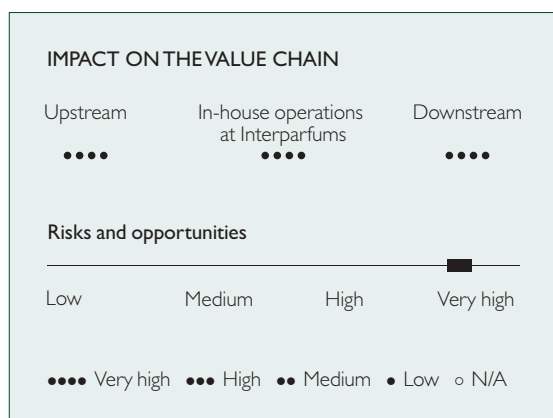 IMPACT ON THE VALUE CHAIN
Upstream
In-house operations
at Interparfums
Downstream
●●●● ●●●● ●●●●
Risks and opportunities
Low Medium High Very high
●●●● Very high ●●● High ●● Medium ● Low ○ N/A